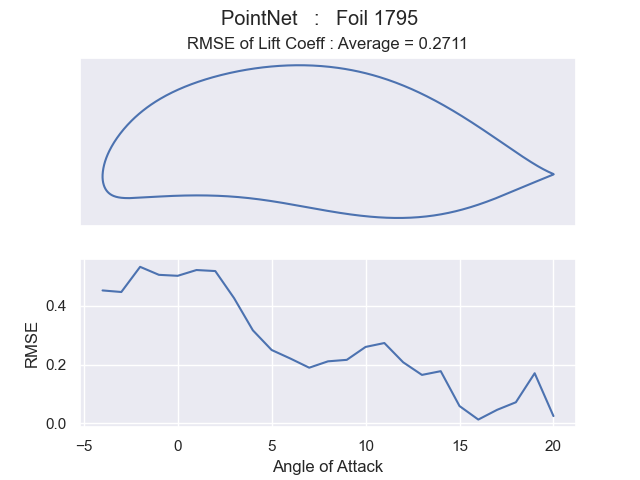 PointNet : Foil 1795
RMSE of Lift Coeff : Average = 0.2711
0.4
0.2
0.0
RMSE
−5 0 5 10 15 20
Angle of Attack